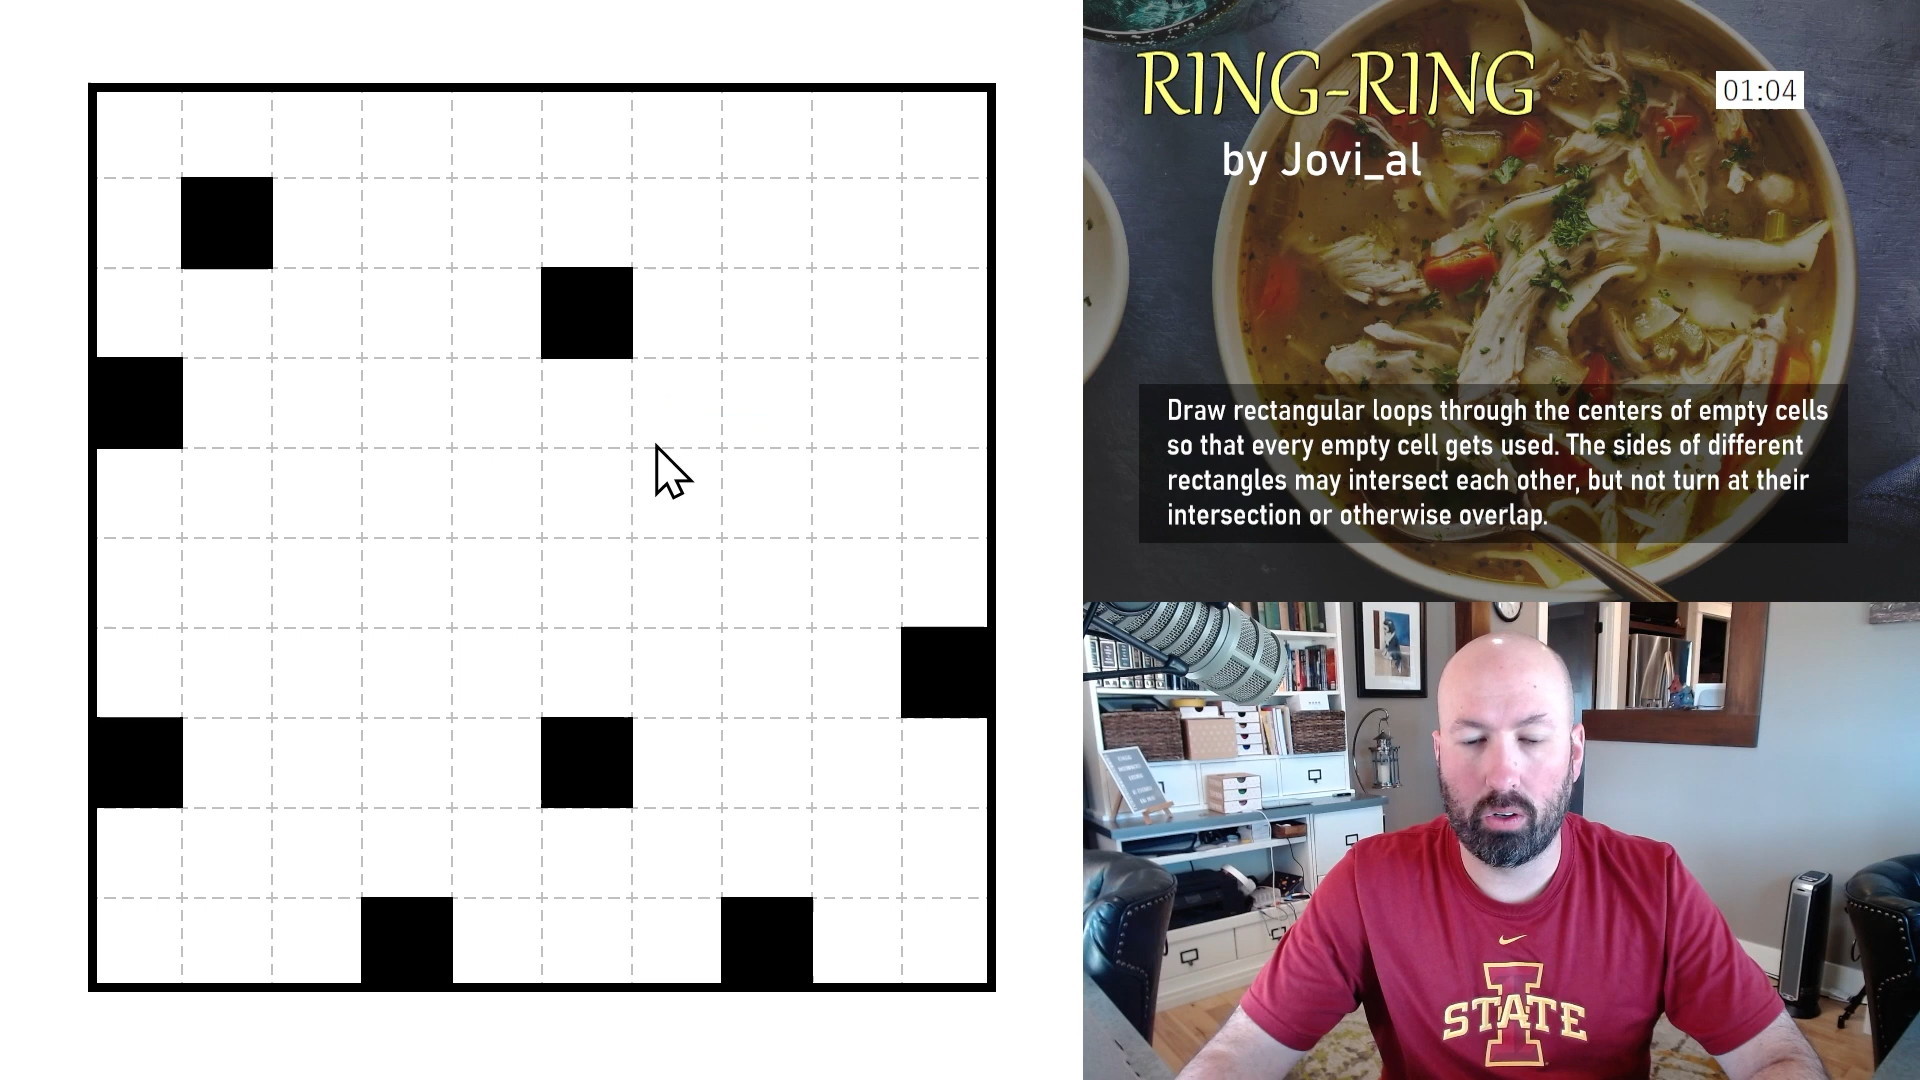 RING-RING
by Jovi_al
01:04
Draw rectangular loops through the centers of empty cells
so that every empty cell gets used. The sides of different
rectangles may intersect each other, but not turn at their
intersection or otherwise overlap.
STATE